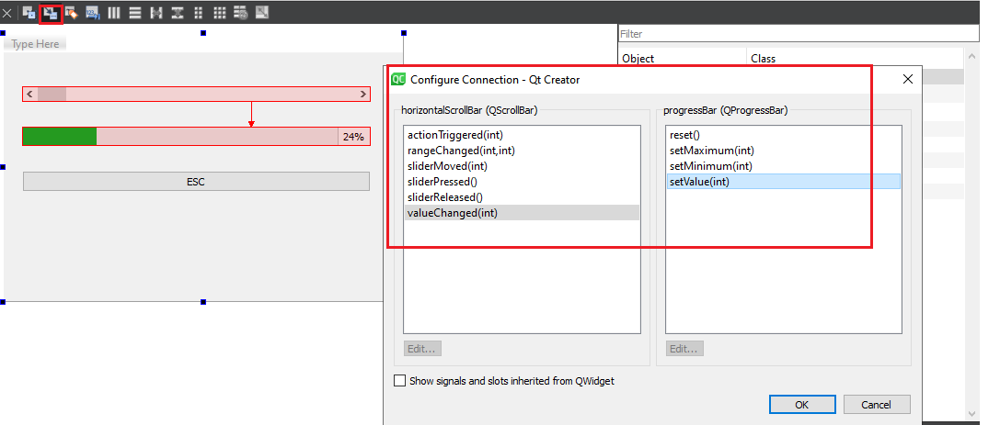 Type Here
Filter
Object Class
QC Configure Connection - Qt Creator
horizontalScrollBar (QScrollBar)
actionTriggered(int)
rangeChanged(int,int)
sliderMoved(int)
sliderPressed()
sliderReleased()
valueChanged(int)
Edit...
progressBar (QProgressBar)
reset()
setMaximum(int)
setMinimum(int)
setValue(int)
Edit...
24%
ESC
Show signals and slots inherited from QWidget
OK Cancel